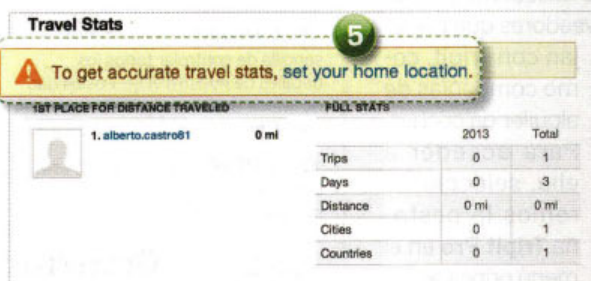 Travel Stats
5
To get accurate travel stats, set your home location.
1ST PLACE FOR DISTANCE TRAVELED
1. alberto.castro81 0 mi
FULL STATS
2013 Total
Trips 0 1
Days 0 3
Distance 0 mi 0 mi
Cities 0 1
Countries 0 1